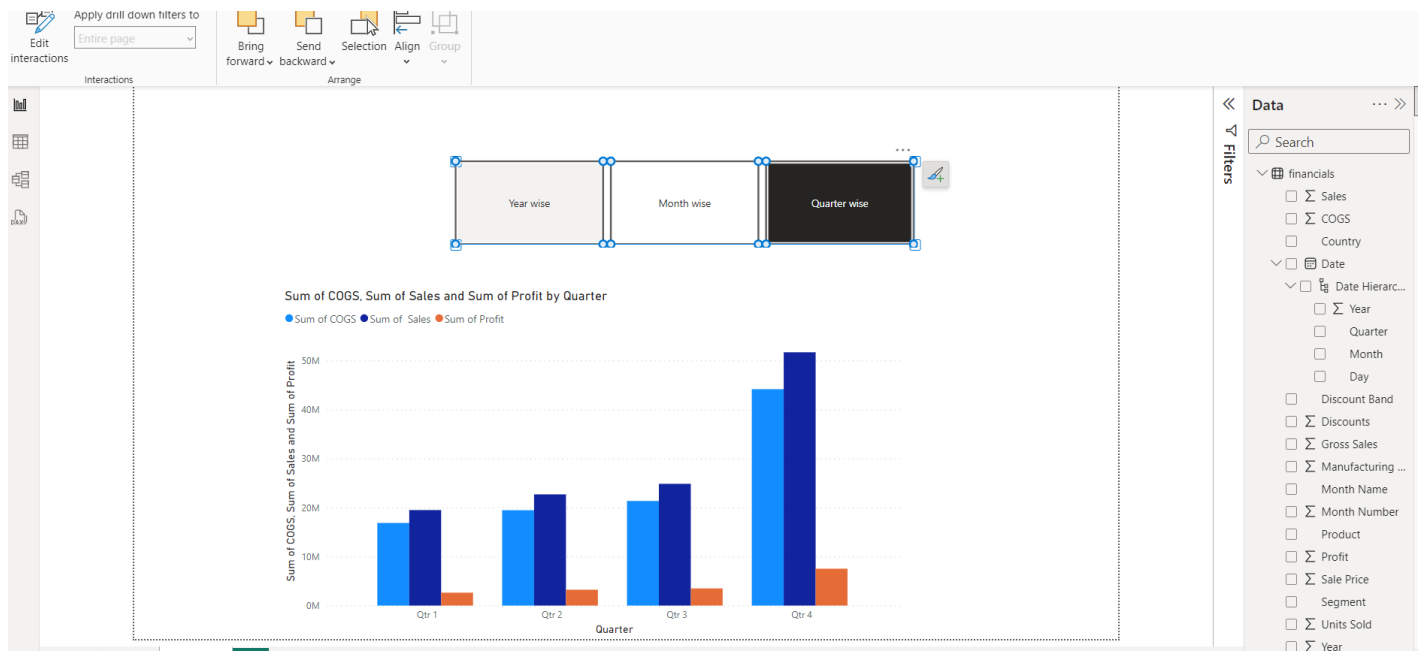 Apply drill down filters to
Entire page
Edit
interactions
Interactions
Bring
forward
Send
backward
Selection
Align
Group
Arrange
Year wise
Month wise
Quarter wise
Sum of COGS, Sum of Sales and Sum of Profit by Quarter
Sum of COGS Sum of Sales Sum of Profit
Sum of COGS, Sum of Sales and Sum of Profit
50M
40M
30M
20M
10M
0M
Qtr 1 Qtr 2 Qtr 3 Qtr 4
Quarter
Filters
Data
Search
financials
Sales
COGS
Country
Date
Date Hierarc...
Year
Quarter
Month
Day
Discount Band
Discounts
Gross Sales
Manufacturing ...
Month Name
Month Number
Product
Profit
Sale Price
Segment
Units Sold
Year
DAX